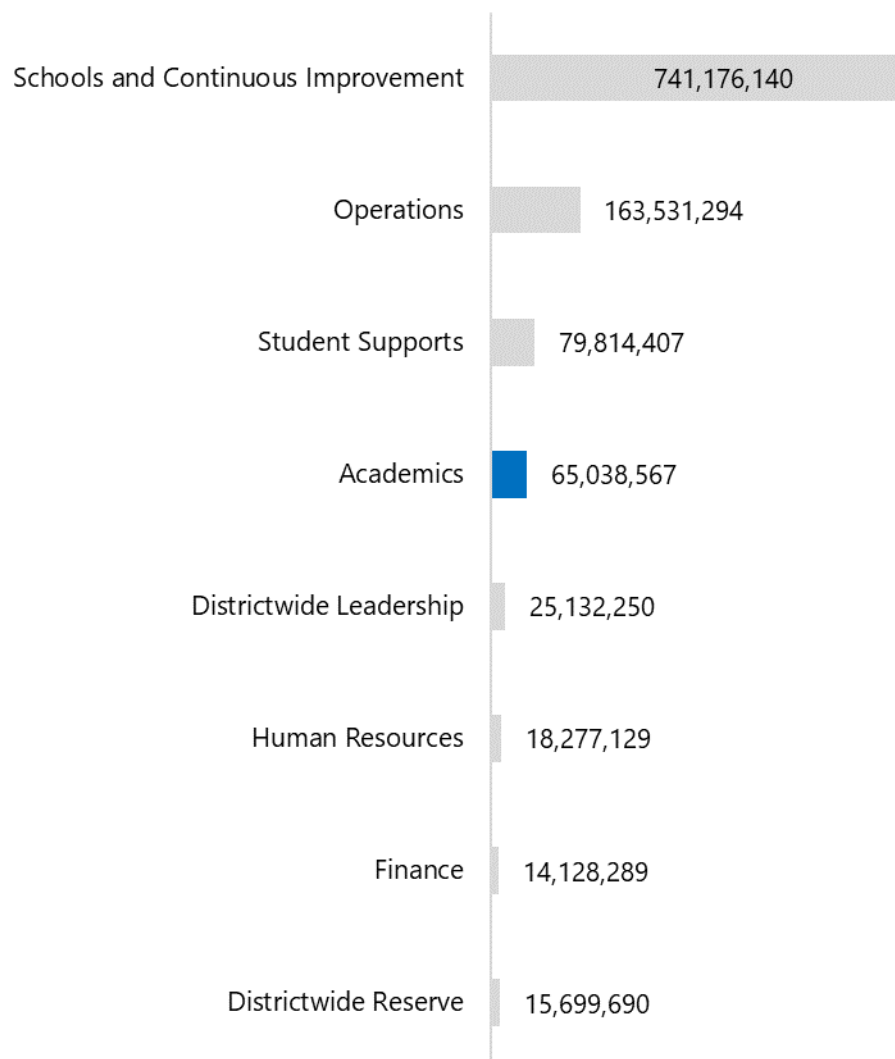 Schools and Continuous Improvement 741,176,140
Operations 163,531,294
Student Supports 79,814,407
Academics 65,038,567
Districtwide Leadership 25,132,250
Human Resources 18,277,129
Finance 14,128,289
Districtwide Reserve 15,699,690